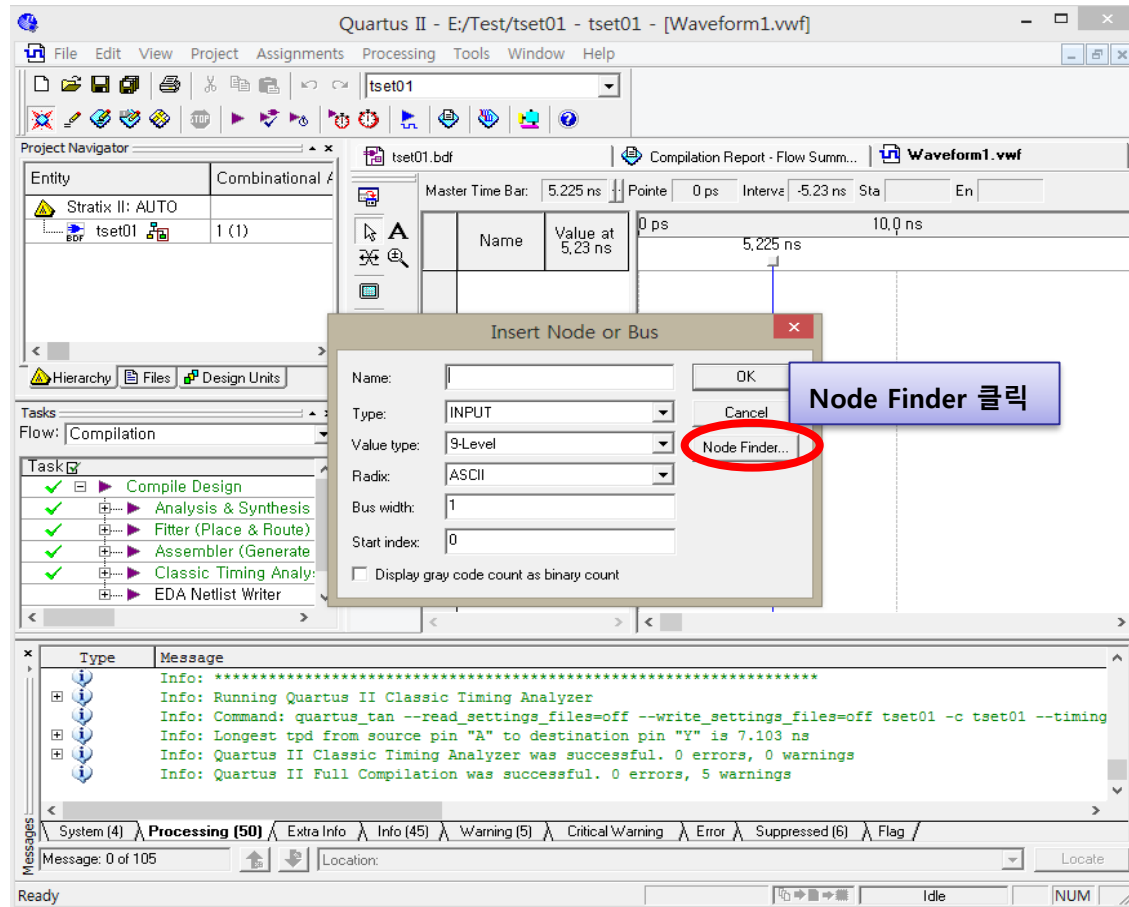 Quartus II - E:/Test/tset01 - tset01 - [Waveform1.vwf]
File Edit View Project Assignments Processing Tools Window Help
tset01
STOP
Project Navigator
Entity Combinational A
Stratix II: AUTO
BDF tset01 1 (1)
Hierarchy Files Design Units
Tasks
Flow: Compilation
Task
Compile Design
Analysis & Synthesis
Fitter (Place & Route)
Assembler (Generate
Classic Timing Analy:
EDA Netlist Writer
tset01.bdf Compilation Report - Flow Summ... Waveform1.vwf
Master Time Bar: 5.225 ns Pointe 0 ps Interva -5.23 ns Sta En
A
Name Value at
5,23 ns
0 ps 10,0 ns
5,225 ns
Insert Node or Bus
Name: OK
Type: INPUT Cancel
Value type: 9-Level Node Finder...
Radix: ASCII
Bus width: 1
Start index: 0
Display gray code count as binary count
Node Finder 클릭
Type Message
Info: *******************************************************************
Info: Running Quartus II Classic Timing Analyzer
Info: Command: quartus_tan --read_settings_files=off --write_settings_files=off tset01 -c tset01 --timing
Info: Longest tpd from source pin "A" to destination pin "Y" is 7.103 ns
Info: Quartus II Classic Timing Analyzer was successful. 0 errors, 0 warnings
Info: Quartus II Full Compilation was successful. 0 errors, 5 warnings
Messages
System (4) Processing (50) Extra Info Info (45) Warning (5) Critical Warning Error Suppressed (6) Flag
Message: 0 of 105 Location: Locate
Ready Idle NUM